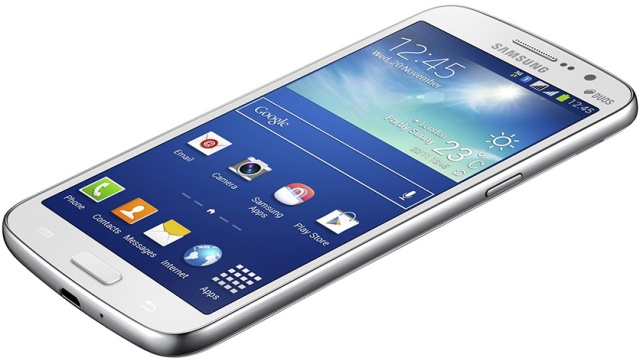 SAMSUNG
DUOS
12:45
12:45
Wed, 20 November
London
Partly Sunny
23°C
Google
Email
Camera
Samsung
Apps
Play Store
Phone
Contacts
Messages
Internet
Apps